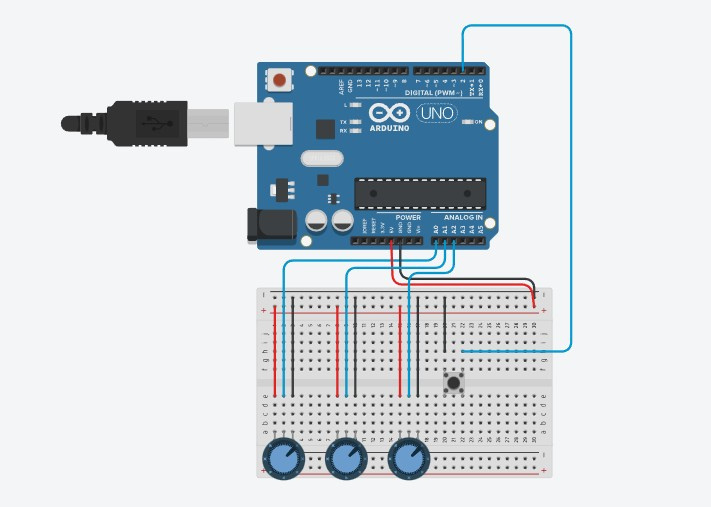 AREF
GND
13
12
~11
~10
~9
8
7
~6
~5
4
~3
2
TX→1
RX←0
DIGITAL (PWM~)
L
TX
RX
ARDUINO
UNO
ON
POWER
ANALOG IN
IOREF
RESET
3.3V
5V
GND
GND
Vin
A0
A1
A2
A3
A4
A5
j
i
h
g
f
e
d
c
b
a